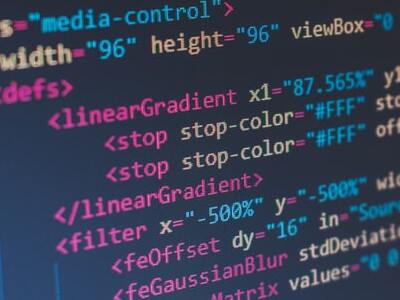 s="media-control">
width="96" height="96" viewBox="0
defs>
<linearGradient x1="87.565%" y1
<stop stop-color="#FFF" sto
<stop stop-color="#FFF" off
</linearGradient>
<filter x="-500%" y="-500%" wid
<feOffset dy="16" in="Sour
<feGaussianBlur stdDeviati
Matrix values="0 0